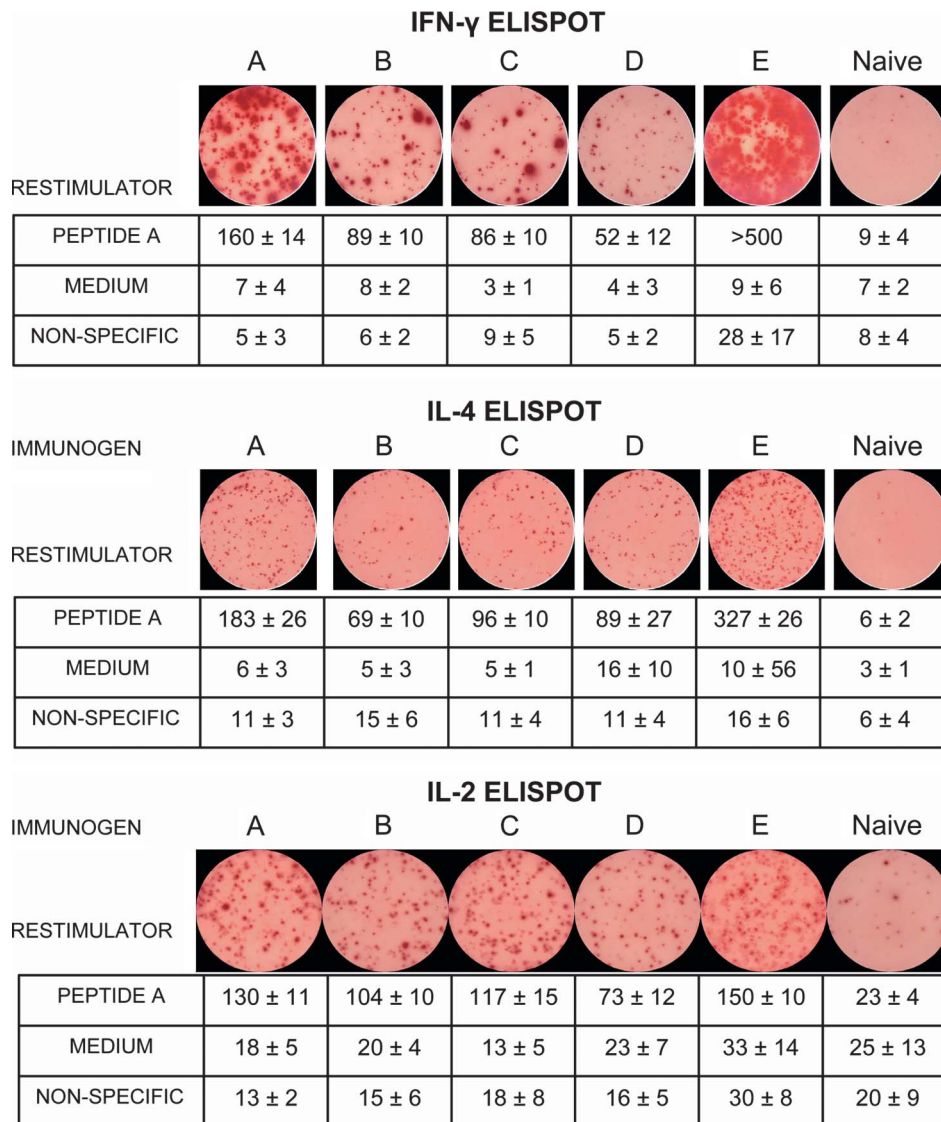 IFN-γ ELISPOT
A B C D E Naive
RESTIMULATOR
PEPTIDE A 160 ± 14 89 ± 10 86 ± 10 52 ± 12 >500 9 ± 4
MEDIUM 7 ± 4 8 ± 2 3 ± 1 4 ± 3 9 ± 6 7 ± 2
NON-SPECIFIC 5 ± 3 6 ± 2 9 ± 5 5 ± 2 28 ± 17 8 ± 4
IL-4 ELISPOT
IMMUNOGEN A B C D E Naive
RESTIMULATOR
PEPTIDE A 183 ± 26 69 ± 10 96 ± 10 89 ± 27 327 ± 26 6 ± 2
MEDIUM 6 ± 3 5 ± 3 5 ± 1 16 ± 10 10 ± 56 3 ± 1
NON-SPECIFIC 11 ± 3 15 ± 6 11 ± 4 11 ± 4 16 ± 6 6 ± 4
IL-2 ELISPOT
IMMUNOGEN A B C D E Naive
RESTIMULATOR
PEPTIDE A 130 ± 11 104 ± 10 117 ± 15 73 ± 12 150 ± 10 23 ± 4
MEDIUM 18 ± 5 20 ± 4 13 ± 5 23 ± 7 33 ± 14 25 ± 13
NON-SPECIFIC 13 ± 2 15 ± 6 18 ± 8 16 ± 5 30 ± 8 20 ± 9